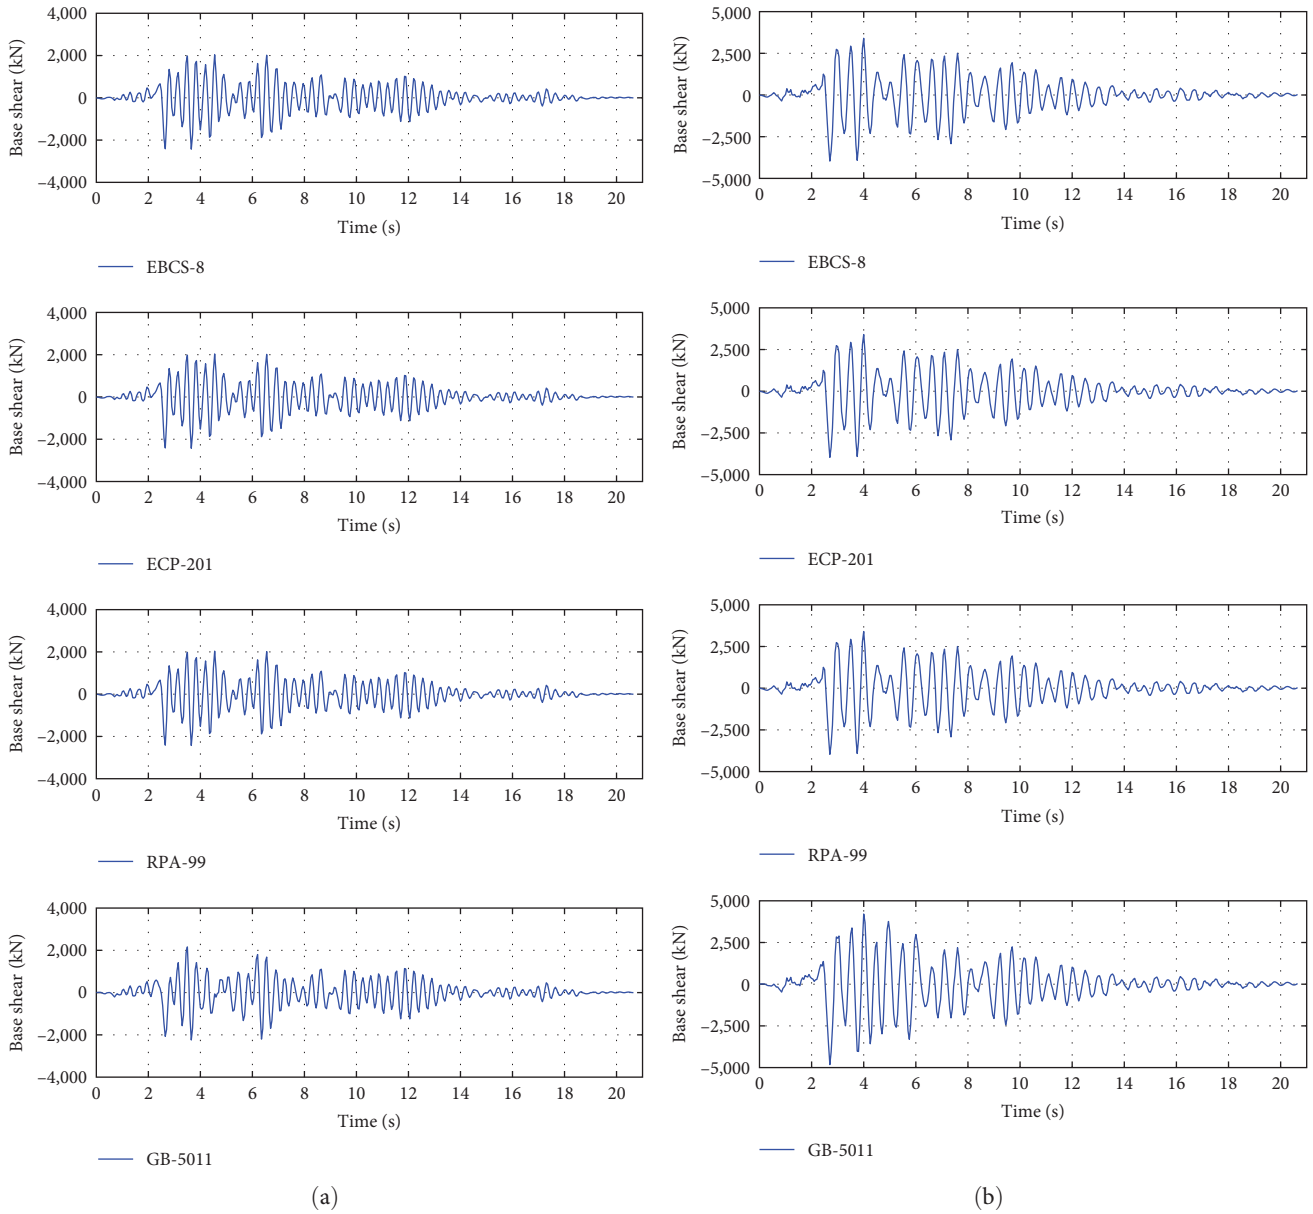 4,000
2,000
0
−2,000
−4,000
Base shear (kN)
0 2 4 6 8 10 12 14 16 18 20
Time (s)
EBCS-8
5,000
2,500
0
−2,500
−5,000
Base shear (kN)
0 2 4 6 8 10 12 14 16 18 20
Time (s)
EBCS-8
4,000
2,000
0
−2,000
−4,000
Base shear (kN)
0 2 4 6 8 10 12 14 16 18 20
Time (s)
ECP-201
5,000
2,500
0
−2,500
−5,000
Base shear (kN)
0 2 4 6 8 10 12 14 16 18 20
Time (s)
ECP-201
4,000
2,000
0
−2,000
−4,000
Base shear (kN)
0 2 4 6 8 10 12 14 16 18 20
Time (s)
RPA-99
5,000
2,500
0
−2,500
−5,000
Base shear (kN)
0 2 4 6 8 10 12 14 16 18 20
Time (s)
RPA-99
4,000
2,000
0
−2,000
−4,000
Base shear (kN)
0 2 4 6 8 10 12 14 16 18 20
Time (s)
GB-5011
5,000
2,500
0
−2,500
−5,000
Base shear (kN)
0 2 4 6 8 10 12 14 16 18 20
Time (s)
GB-5011
(a)
(b)